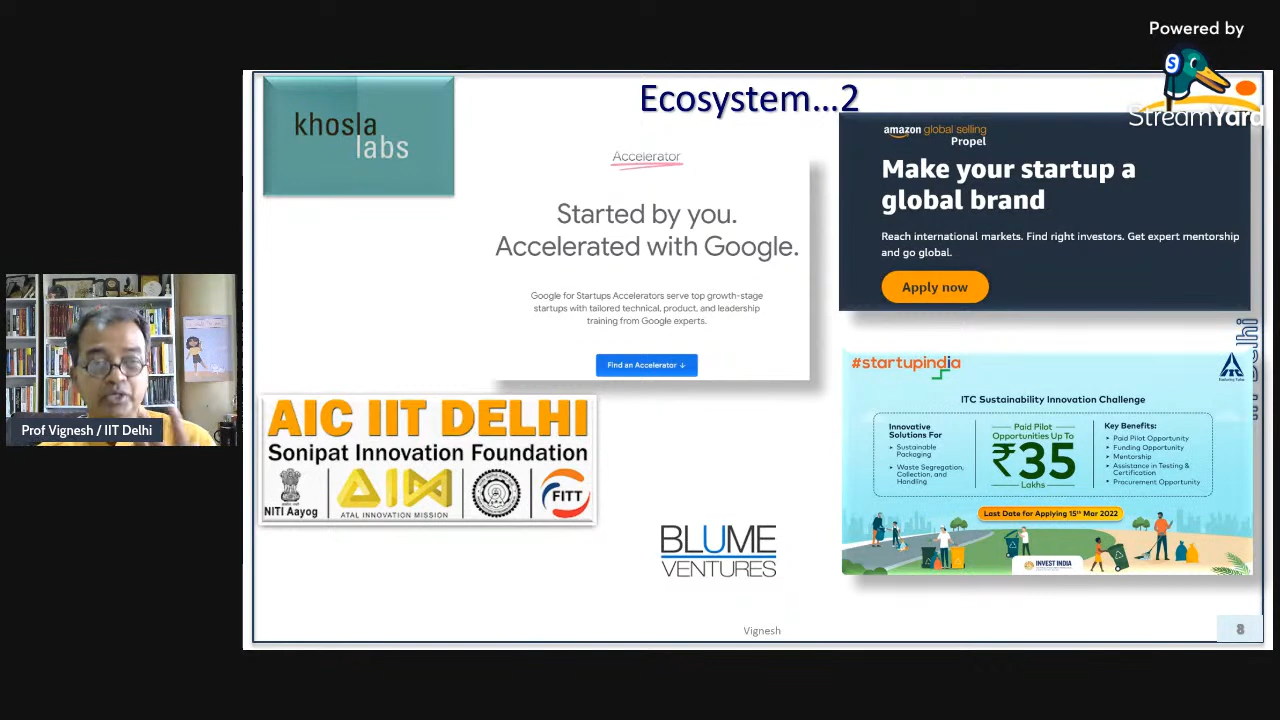 Powered by
StreamYard
Ecosystem...2
khosla
labs
Accelerator
Started by you.
Accelerated with Google.
Google for Startups Accelerators serve top growth-stage
startups with tailored technical, product, and leadership
training from Google experts.
Find an Accelerator ↓
amazon global selling
Propel
Make your startup a
global brand
Reach international markets. Find right investors. Get expert mentorship
and go global.
Apply now
Prof Vignesh / IIT Delhi
AIC IIT DELHI
Sonipat Innovation Foundation
NITI Aayog
AIM
ATAL INNOVATION MISSION
FITT
BLUME
VENTURES
#startupindia
ITC Sustainability Innovation Challenge
Innovative
Solutions For
Sustainable
Packaging
Waste Segregation,
Collection, and
Handling
Paid Pilot
Opportunities Up To
₹35
Lakhs
Key Benefits:
Paid Pilot Opportunity
Funding Opportunity
Mentorship
Assistance in Testing &
Certification
Procurement Opportunity
Last Date for Applying 15th Mar 2022
INVEST INDIA
Delhi
Vignesh
8